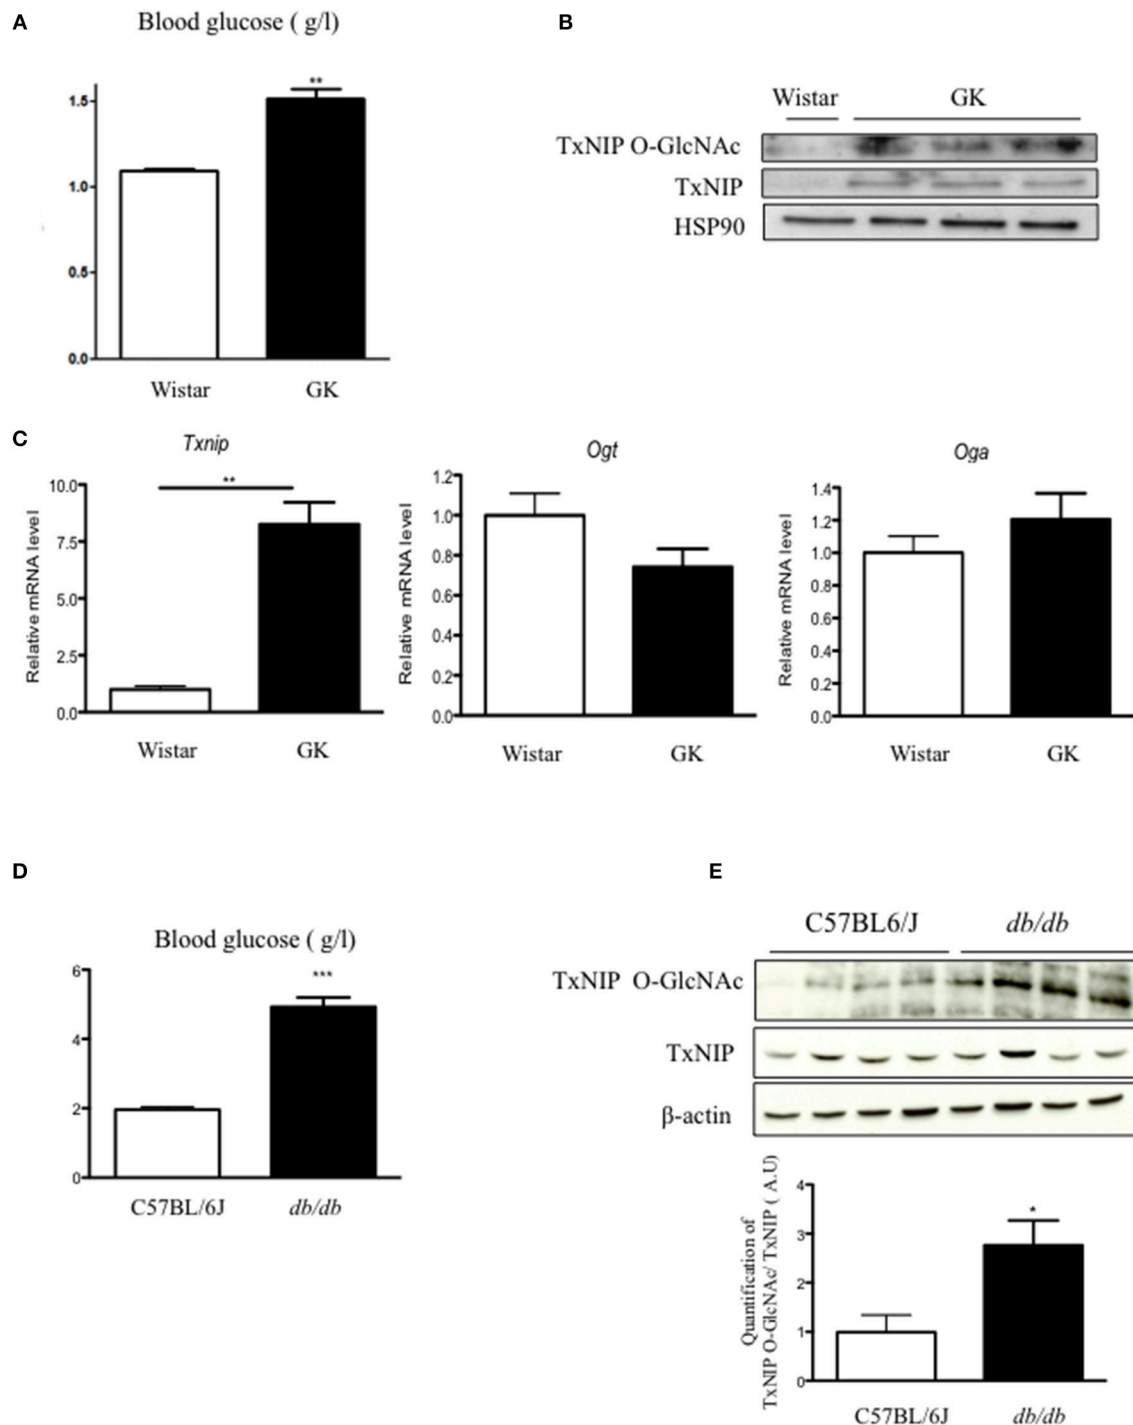 A
Blood glucose ( g/l)
**
1.5
1.0
0.5
0.0
Wistar GK
B
Wistar GK
TxNIP O-GlcNAc
TxNIP
HSP90
C
Txnip
**
Relative mRNA level
10.0
7.5
5.0
2.5
0.0
Wistar GK
Ogt
Relative mRNA level
1.2
1.0
0.8
0.6
0.4
0.2
0.0
Wistar GK
Oga
Relative mRNA level
1.4
1.2
1.0
0.8
0.6
0.4
0.2
0.0
Wistar GK
D
Blood glucose ( g/l)
***
6
4
2
0
C57BL/6J db/db
E
C57BL6/J db/db
TxNIP O-GlcNAc
TxNIP
β-actin
Quantification of
TxNIP O-GlcNAc/ TxNIP ( A.U)
*
4
3
2
1
0
C57BL/6J db/db